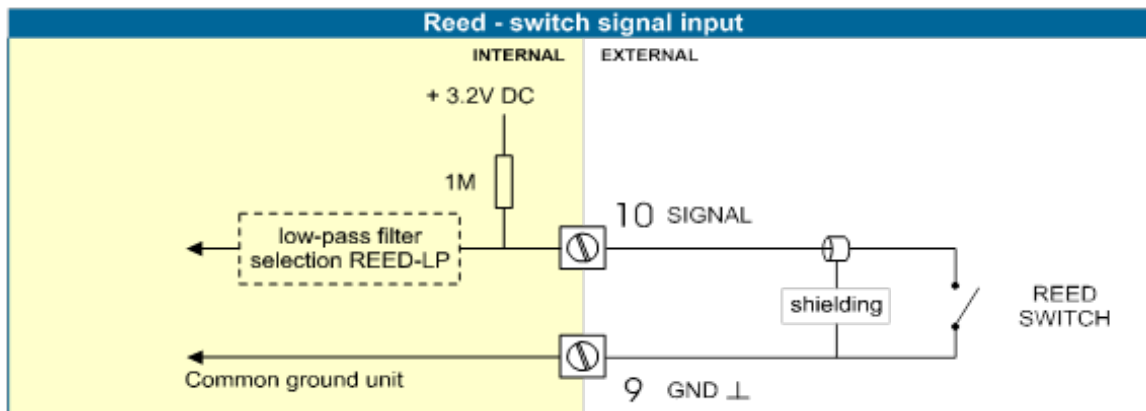 Reed - switch signal input
INTERNAL
EXTERNAL
+ 3.2V DC
1M
10 SIGNAL
low-pass filter
selection REED-LP
shielding
REED
SWITCH
Common ground unit
9 GND ⊥